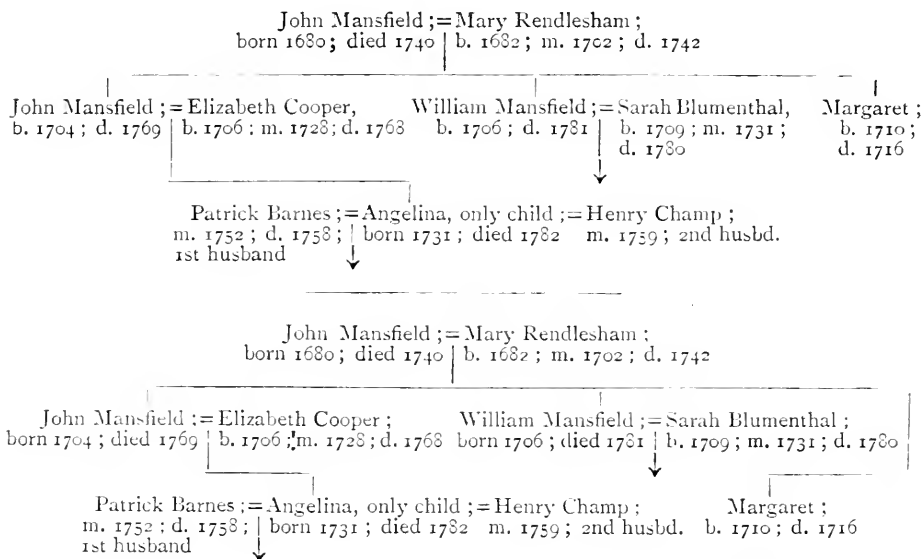 John Mansfield ; = Mary Rendlesham ;
born 1680; died 1740 b. 1682 ; m. 1702 ; d. 1742
John Mansfield ; = Elizabeth Cooper, William Mansfield ; = Sarah Blumenthal, Margaret ;
b. 1704 ; d. 1769 b. 1706 ; m. 1728; d. 1768 b. 1706 ; d. 1781 b. 1709 ; m. 1731 ; b. 1710;
d. 1780 d. 1716
Patrick Barnes ; = Angelina, only child ; = Henry Champ ;
m. 1752 ; d. 1758 ; born 1731 ; died 1782 m. 1759 ; 2nd husbd.
1st husband
John Mansfield ; = Mary Rendlesham ;
born 1680; died 1740 b. 1682 ; m. 1702 ; d. 1742
John Mansfield ; = Elizabeth Cooper ; William Mansfield ; = Sarah Blumenthal ;
born 1704 ; died 1769 b. 1706 ; m. 1728 ; d. 1768 born 1706 ; died 1781 b. 1709 ; m. 1731 ; d. 1780
Patrick Barnes ; = Angelina, only child ; = Henry Champ ; Margaret ;
m. 1752 ; d. 1758 ; born 1731 ; died 1782 m. 1759 ; 2nd husbd. b. 1710 ; d. 1716
1st husband